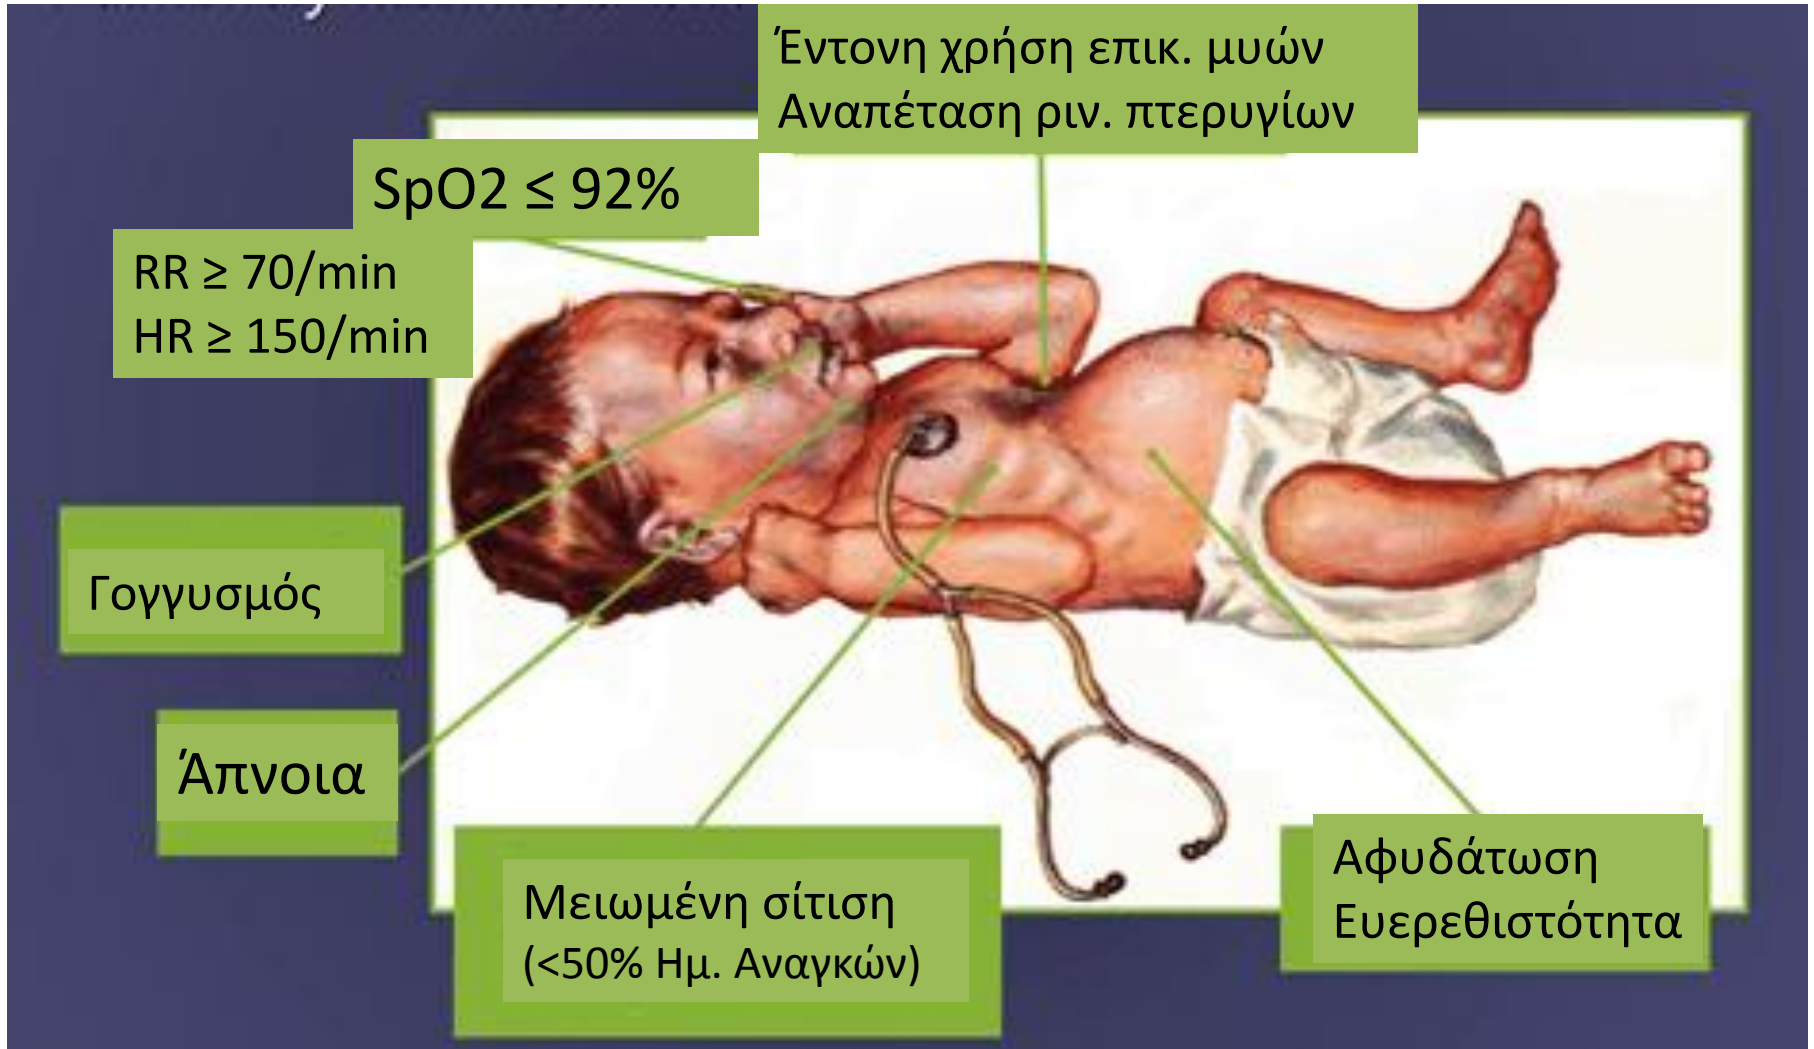 Έντονη χρήση επικ. μυών
Αναπέταση ριν. πτερυγίων
SpO2 ≤ 92%
RR ≥ 70/min
HR ≥ 150/min
Γογγυσμός
Άπνοια
Μειωμένη σίτιση
(<50% Ημ. Αναγκών)
Αφυδάτωση
Ευερεθιστότητα